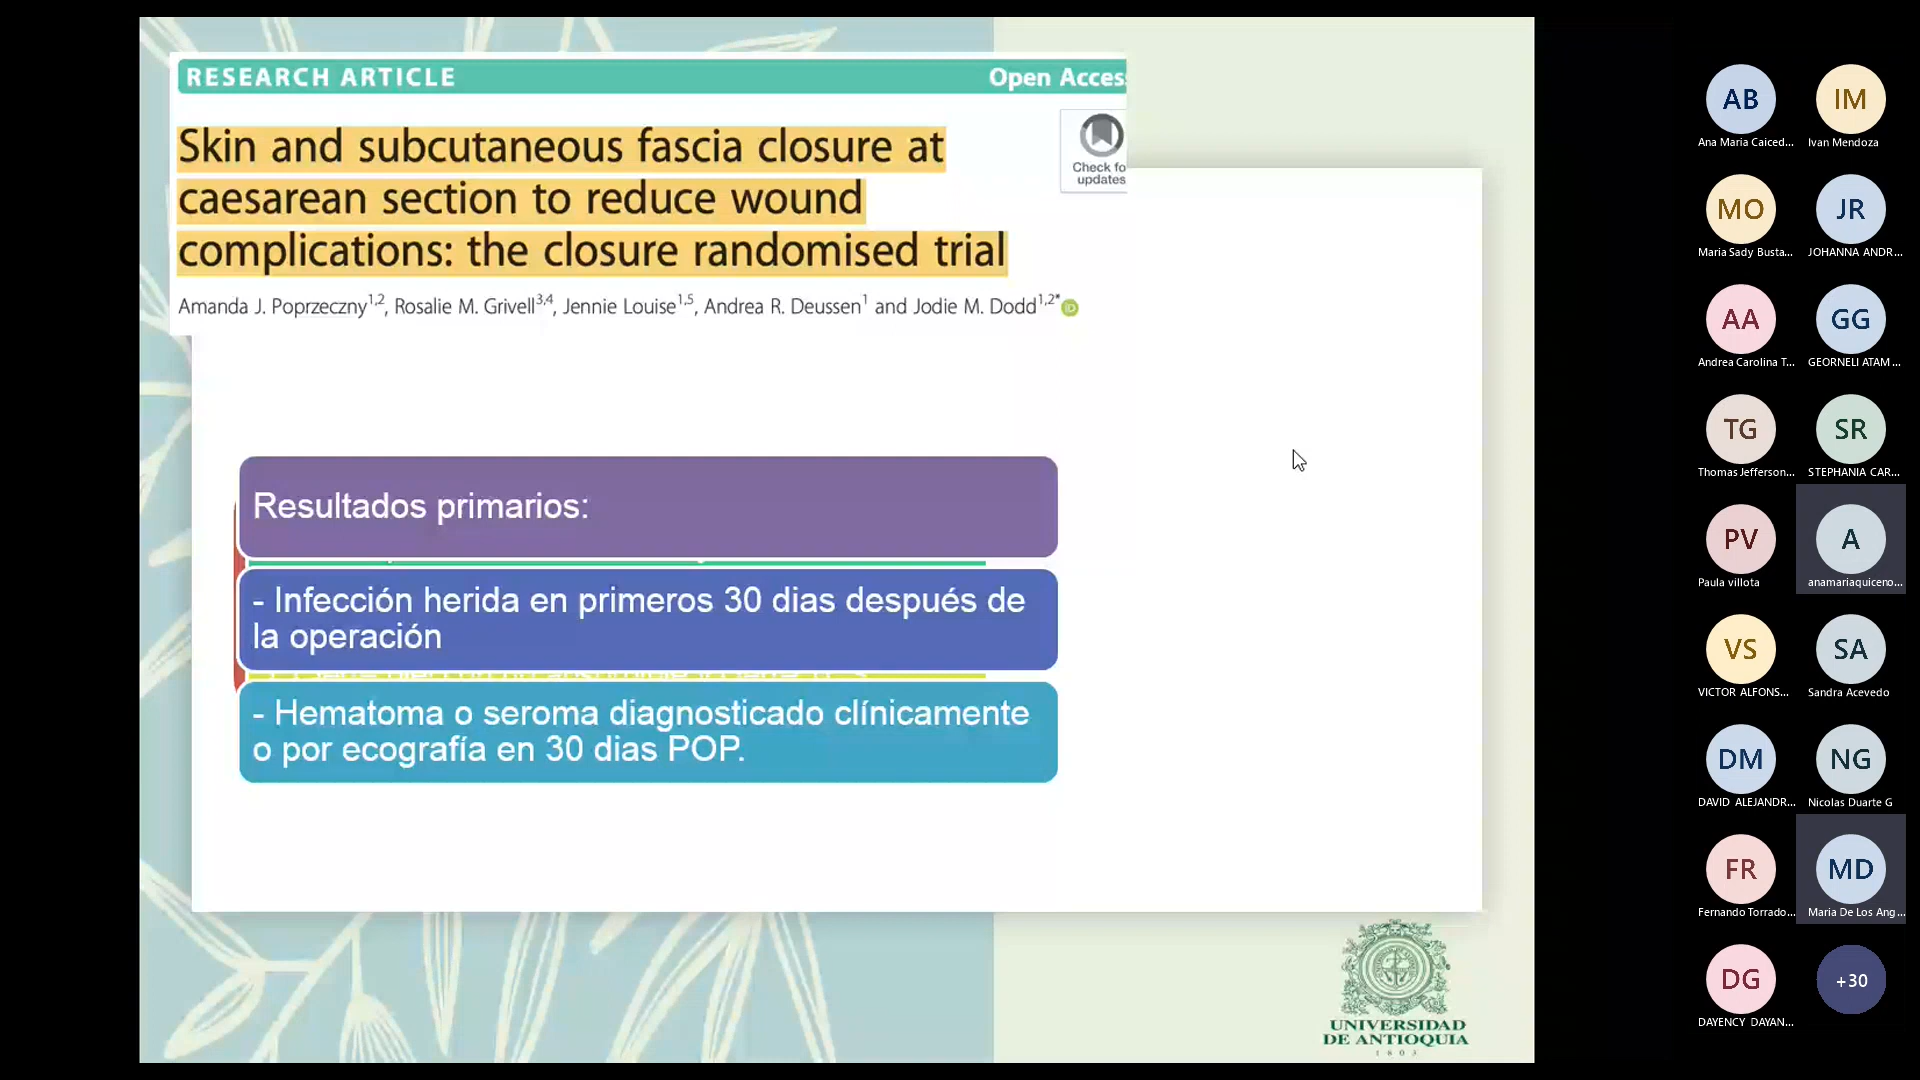 RESEARCH ARTICLE
Open Acces
Skin and subcutaneous fascia closure at
caesarean section to reduce wound
complications: the closure randomised trial
Check fo
updates
Amanda J. Poprzeczny1,2, Rosalie M. Grivell3,4, Jennie Louise1,5, Andrea R. Deussen1 and Jodie M. Dodd1,2*
iD
Resultados primarios:
- Infección herida en primeros 30 dias después de
la operación
- Hematoma o seroma diagnosticado clínicamente
o por ecografía en 30 dias POP.
UNIVERSIDAD
DE ANTIOQUIA
1803
AB
IM
Ana Maria Caiced...
Ivan Mendoza
MO
JR
Maria Sady Busta...
JOHANNA ANDR...
AA
GG
Andrea Carolina T...
GEORNELI ATAM...
TG
SR
Thomas Jefferson...
STEPHANIA CAR...
PV
A
Paula villota
anamariaquiceno...
VS
SA
VICTOR ALFONS...
Sandra Acevedo
DM
NG
DAVID ALEJANDR...
Nicolas Duarte G
FR
MD
Fernando Torrado...
Maria De Los Ang...
DG
+30
DAYENCY DAYAN...